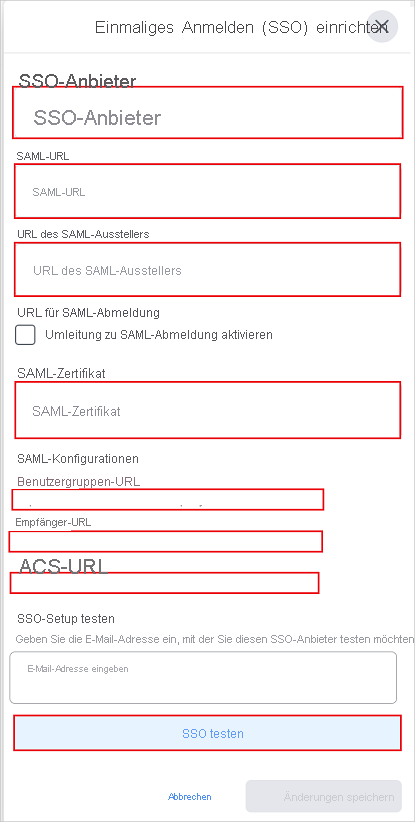 Einmaliges Anmelden (SSO) einrichten
SSO-Anbieter
SSO-Anbieter
SAML-URL
SAML-URL
URL des SAML-Ausstellers
URL des SAML-Ausstellers
URL für SAML-Abmeldung
Umleitung zu SAML-Abmeldung aktivieren
SAML-Zertifikat
SAML-Zertifikat
SAML-Konfigurationen
Benutzergruppen-URL
Empfänger-URL
ACS-URL
SSO-Setup testen
Geben Sie die E-Mail-Adresse ein, mit der Sie diesen SSO-Anbieter testen möchten
E-Mail-Adresse eingeben
SSO testen
Abbrechen Änderungen speichern